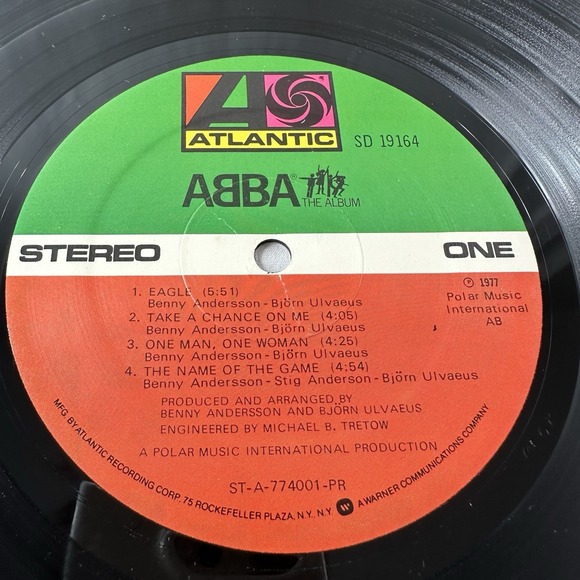 ATLANTIC SD 19164
ABBA®
THE ALBUM
STEREO ONE
1. EAGLE (5:51)
Benny Andersson - Björn Ulvaeus
2. TAKE A CHANCE ON ME (4:05)
Benny Andersson - Björn Ulvaeus
3. ONE MAN, ONE WOMAN (4:25)
Benny Andersson - Björn Ulvaeus
4. THE NAME OF THE GAME (4:54)
Benny Andersson - Stig Anderson - Björn Ulvaeus
℗ 1977
Polar Music
International
AB
PRODUCED AND ARRANGED BY
BENNY ANDERSSON AND BJÖRN ULVAEUS
ENGINEERED BY MICHAEL B. TRETOW
A POLAR MUSIC INTERNATIONAL PRODUCTION
ST-A-774001-PR
MFG. BY ATLANTIC RECORDING CORP. 75 ROCKEFELLER PLAZA, N.Y. N.Y. A WARNER COMMUNICATIONS COMPANY